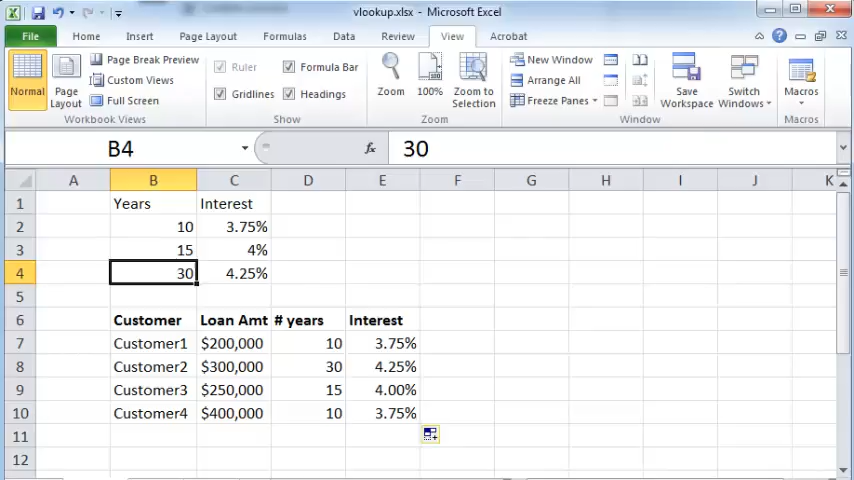 vlookup.xlsx - Microsoft Excel
File Home Insert Page Layout Formulas Data Review View Acrobat
Normal
Page Layout
Page Break Preview
Custom Views
Full Screen
Workbook Views
Ruler
Formula Bar
Gridlines
Headings
Show
Zoom
100%
Zoom to Selection
Zoom
New Window
Arrange All
Freeze Panes
Save Workspace
Switch Windows
Window
Macros
Macros
B4 fx 30
A B C D E F G H I J K
1 Years Interest
2 10 3.75%
3 15 4%
4 30 4.25%
5
6 Customer Loan Amt # years Interest
7 Customer1 $200,000 10 3.75%
8 Customer2 $300,000 30 4.25%
9 Customer3 $250,000 15 4.00%
10 Customer4 $400,000 10 3.75%
11
12